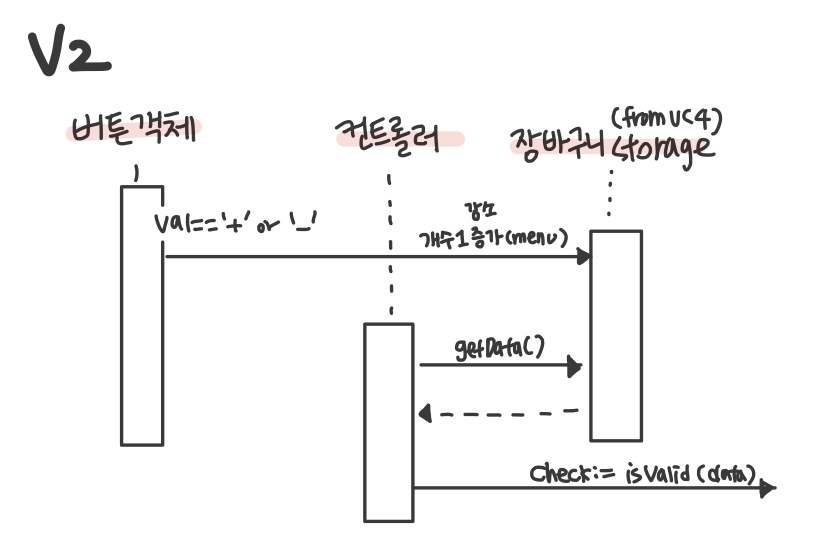 V2
버튼객체
컨트롤러
(from UC4)
장바구니 Storage
Val=='+' or '_'
감소
개수1증가(menu)
getData()
Check:= isValid(data)